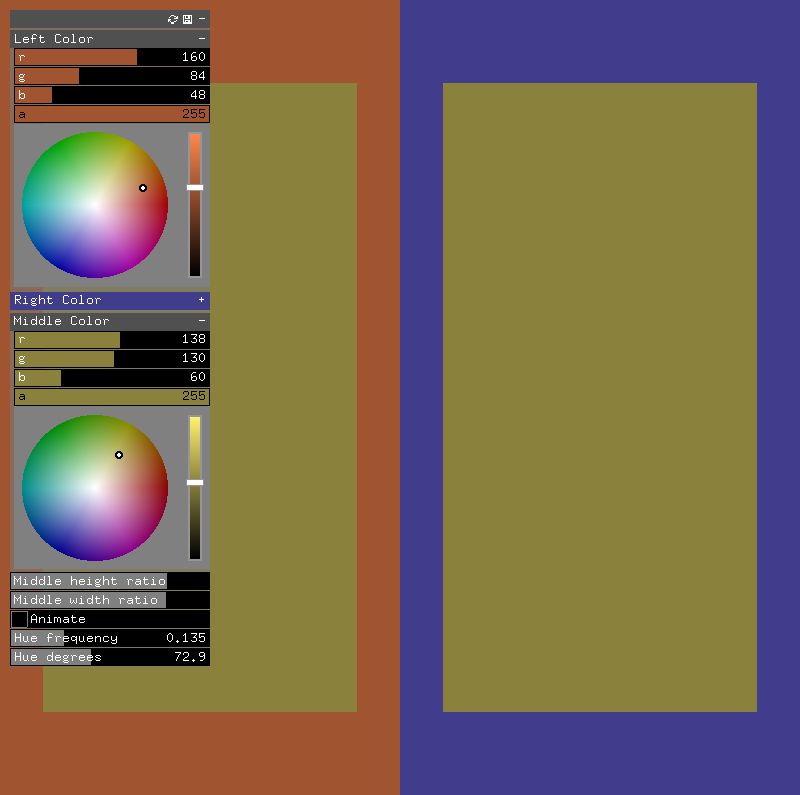 Left Color −
r 160
g 84
b 48
a 255
Right Color +
Middle Color −
r 138
g 130
b 60
a 255
Middle height ratio
Middle width ratio
Animate
Hue frequency 0.135
Hue degrees 72.9